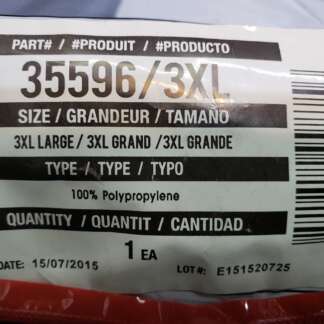 PART# / #PRODUIT / #PRODUCTO
35596/3XL
SIZE / GRANDEUR / TAMAÑO
3XL LARGE / 3XL GRAND / 3XL GRANDE
TYPE / TYPE / TYPO
100% Polypropylene
QUANTITY / QUANTIT / CANTIDAD
1 EA
DATE: 15/07/2015 LOT#: E151520725